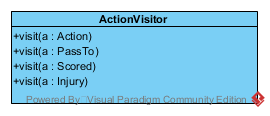 ActionVisitor
+visit(a : Action)
+visit(a : PassTo)
+visit(a : Scored)
+visit(a : Injury)
Powered By Visual Paradigm Community Edition